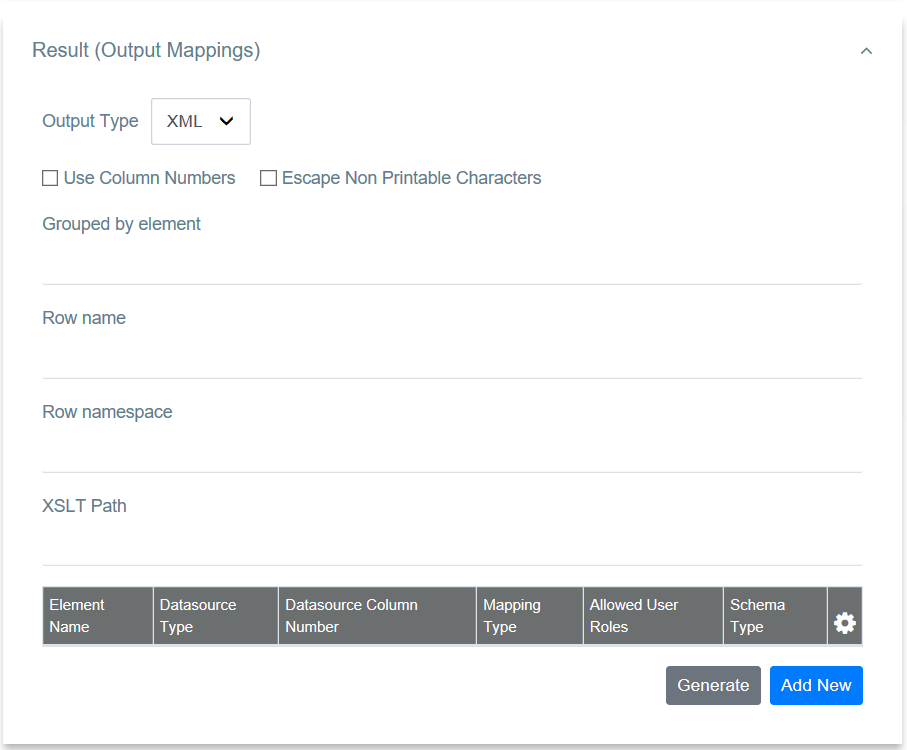 Result (Output Mappings)
Output Type XML
Use Column Numbers Escape Non Printable Characters
Grouped by element
Row name
Row namespace
XSLT Path
Element Name Datasource Type Datasource Column Number Mapping Type Allowed User Roles Schema Type
Generate Add New